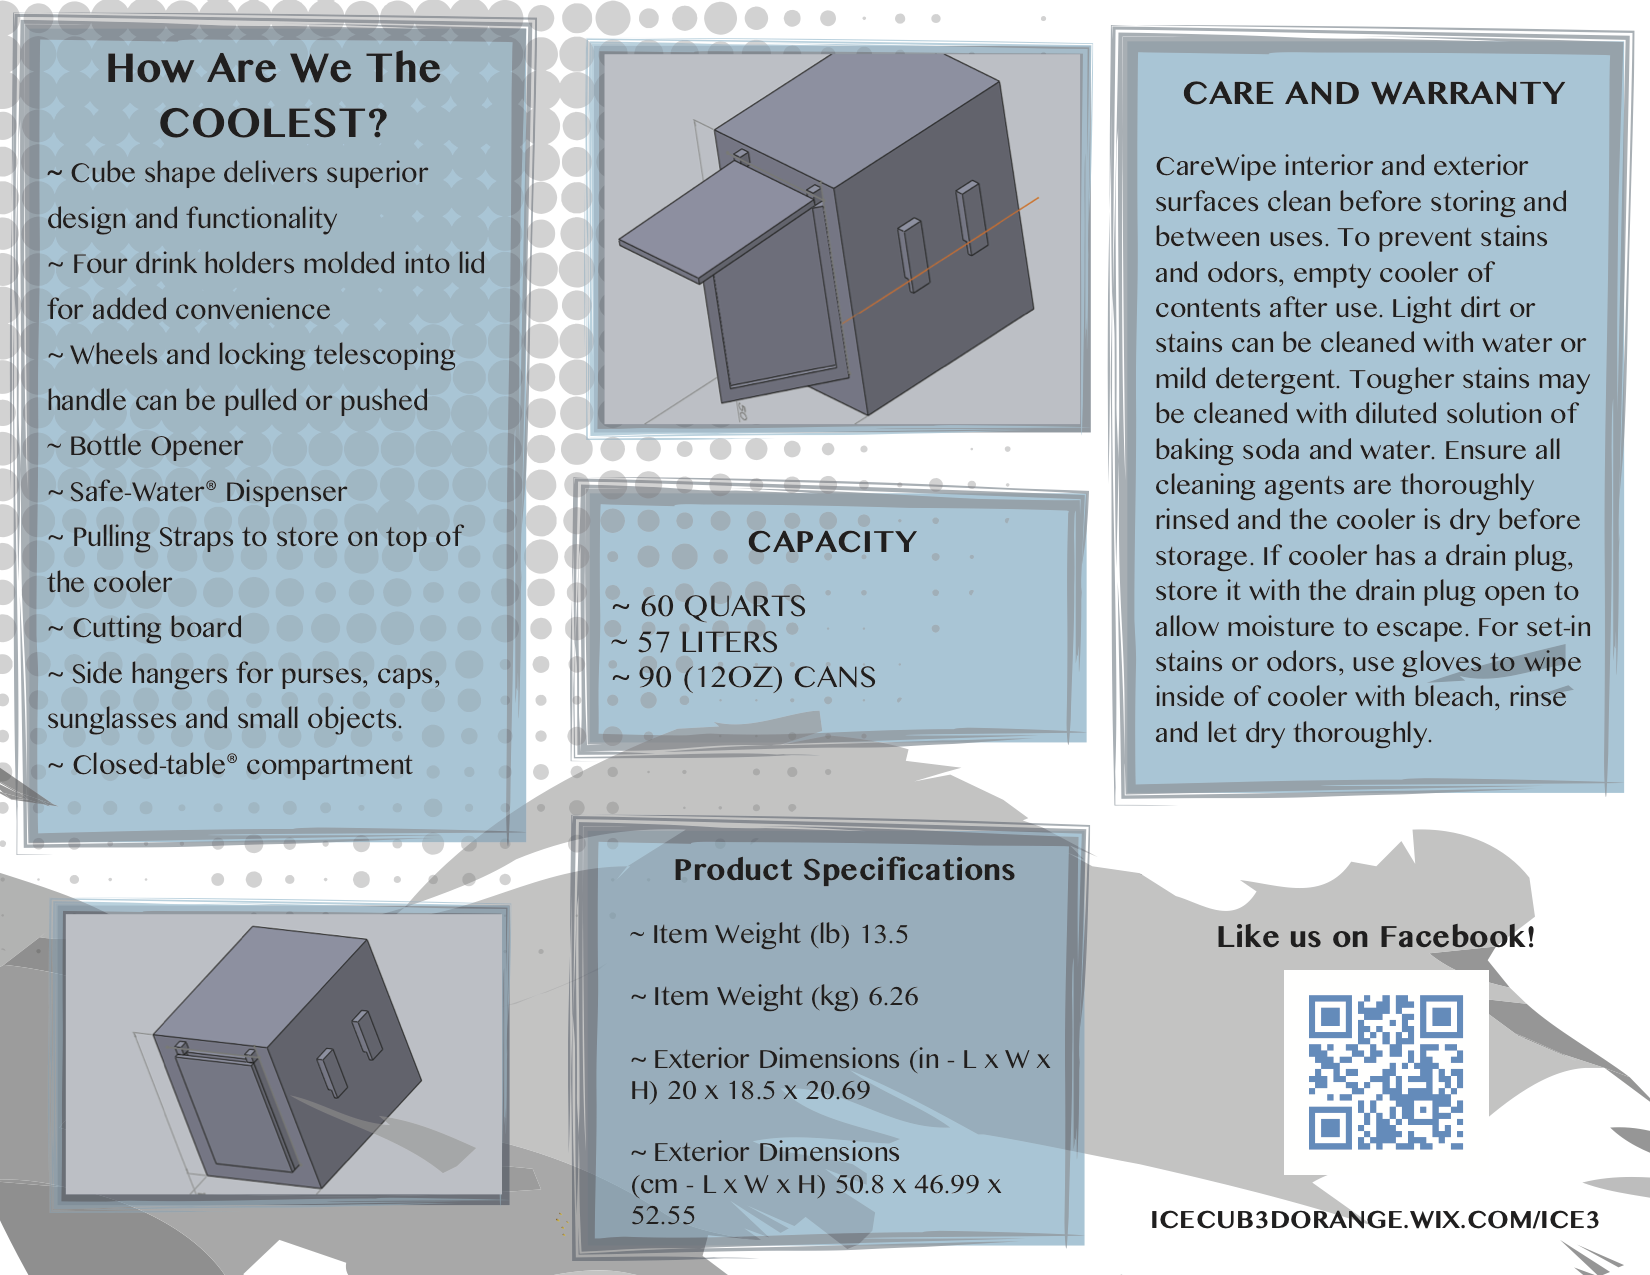 How Are We The
COOLEST?
~ Cube shape delivers superior
design and functionality
~ Four drink holders molded into lid
for added convenience
~ Wheels and locking telescoping
handle can be pulled or pushed
~ Bottle Opener
~ Safe-Water® Dispenser
~ Pulling Straps to store on top of
the cooler
~ Cutting board
~ Side hangers for purses, caps,
sunglasses and small objects.
~ Closed-table® compartment
50
CAPACITY
~ 60 QUARTS
~ 57 LITERS
~ 90 (12OZ) CANS
Product Specifications
~ Item Weight (lb) 13.5
~ Item Weight (kg) 6.26
~ Exterior Dimensions (in - L x W x
H) 20 x 18.5 x 20.69
~ Exterior Dimensions
(cm - L x W x H) 50.8 x 46.99 x
52.55
CARE AND WARRANTY
CareWipe interior and exterior
surfaces clean before storing and
between uses. To prevent stains
and odors, empty cooler of
contents after use. Light dirt or
stains can be cleaned with water or
mild detergent. Tougher stains may
be cleaned with diluted solution of
baking soda and water. Ensure all
cleaning agents are thoroughly
rinsed and the cooler is dry before
storage. If cooler has a drain plug,
store it with the drain plug open to
allow moisture to escape. For set-in
stains or odors, use gloves to wipe
inside of cooler with bleach, rinse
and let dry thoroughly.
Like us on Facebook!
ICECUB3DORANGE.WIX.COM/ICE3